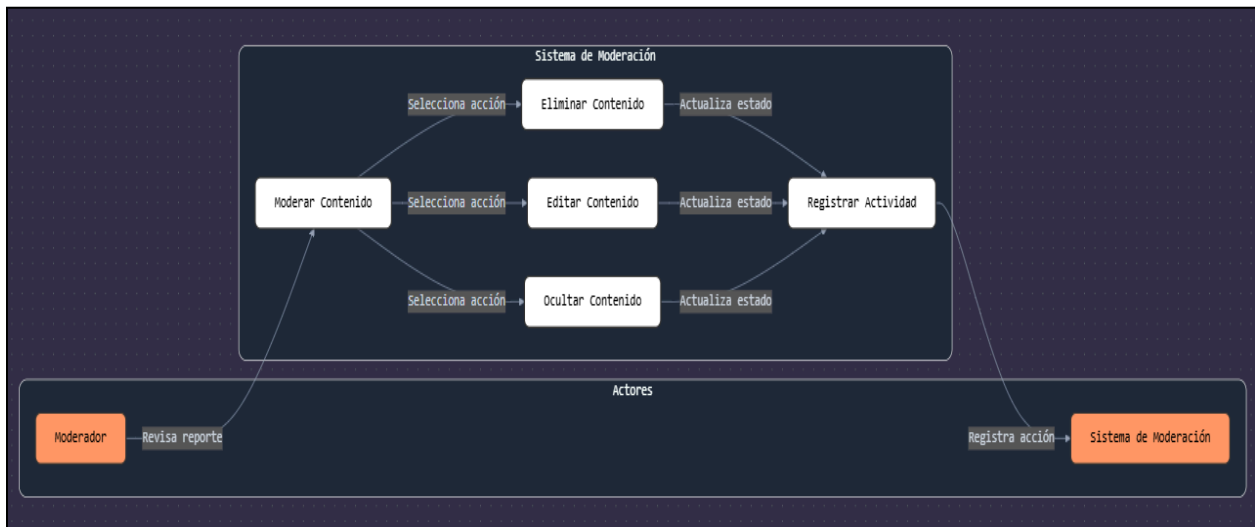 Sistema de Moderación
Selecciona acción
Eliminar Contenido
Actualiza estado
Moderar Contenido
Selecciona acción
Editar Contenido
Actualiza estado
Registrar Actividad
Selecciona acción
Ocultar Contenido
Actualiza estado
Actores
Moderador
Revisa reporte
Registra acción
Sistema de Moderación